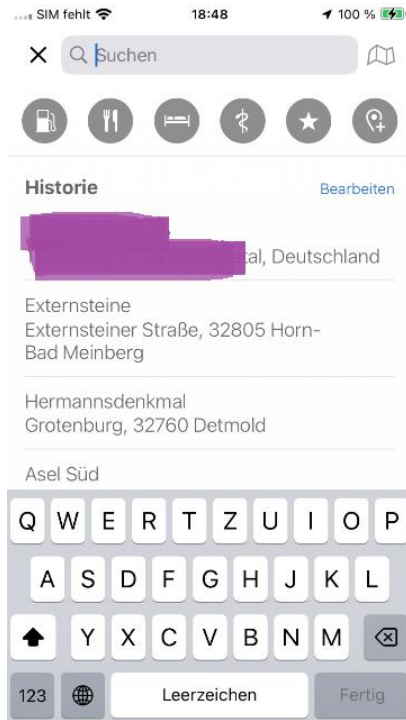 SIM fehlt 18:48 100 %
Suchen
Historie Bearbeiten
tal, Deutschland
Externsteine
Externsteiner Straße, 32805 Horn-
Bad Meinberg
Hermannsdenkmal
Grotenburg, 32760 Detmold
Asel Süd
Q W E R T Z U I O P
A S D F G H J K L
Y X C V B N M
123 Leerzeichen Fertig